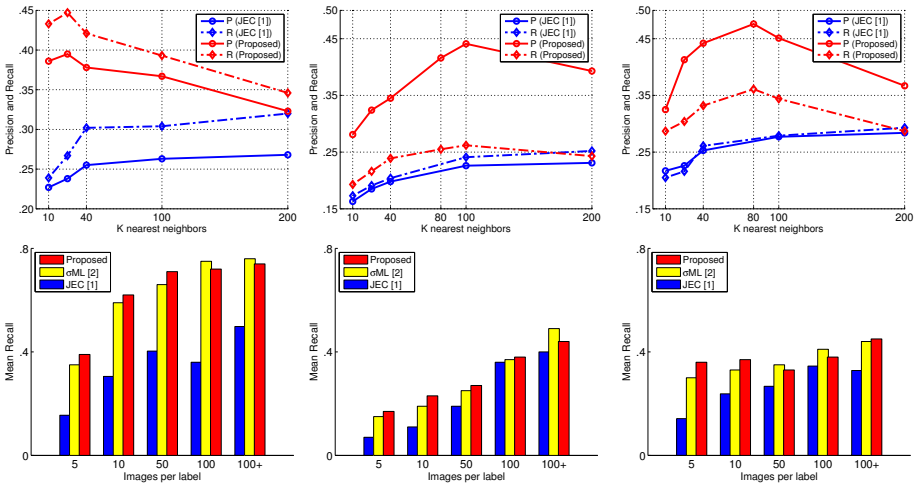 .45
.40
.35
.30
.25
.20
Precision and Recall
10
40
100
200
K nearest neighbors
P (JEC [1])
R (JEC [1])
P (Proposed)
R (Proposed)
.45
.35
.25
.15
Precision and Recall
10
40
80
100
200
K nearest neighbors
P (JEC [1])
R (JEC [1])
P (Proposed)
R (Proposed)
.45
.35
.25
.15
Precision and Recall
10
40
80
100
200
K nearest neighbors
P (JEC [1])
R (JEC [1])
P (Proposed)
R (Proposed)
.8
.4
0
Mean Recall
Proposed
σML [2]
JEC [1]
5
10
50
100
100+
Images per label
.8
.4
0
Mean Recall
Proposed
σML [2]
JEC [1]
5
10
50
100
100+
Images per label
.8
.4
0
Mean Recall
Proposed
σML [2]
JEC [1]
5
10
50
100
100+
Images per label